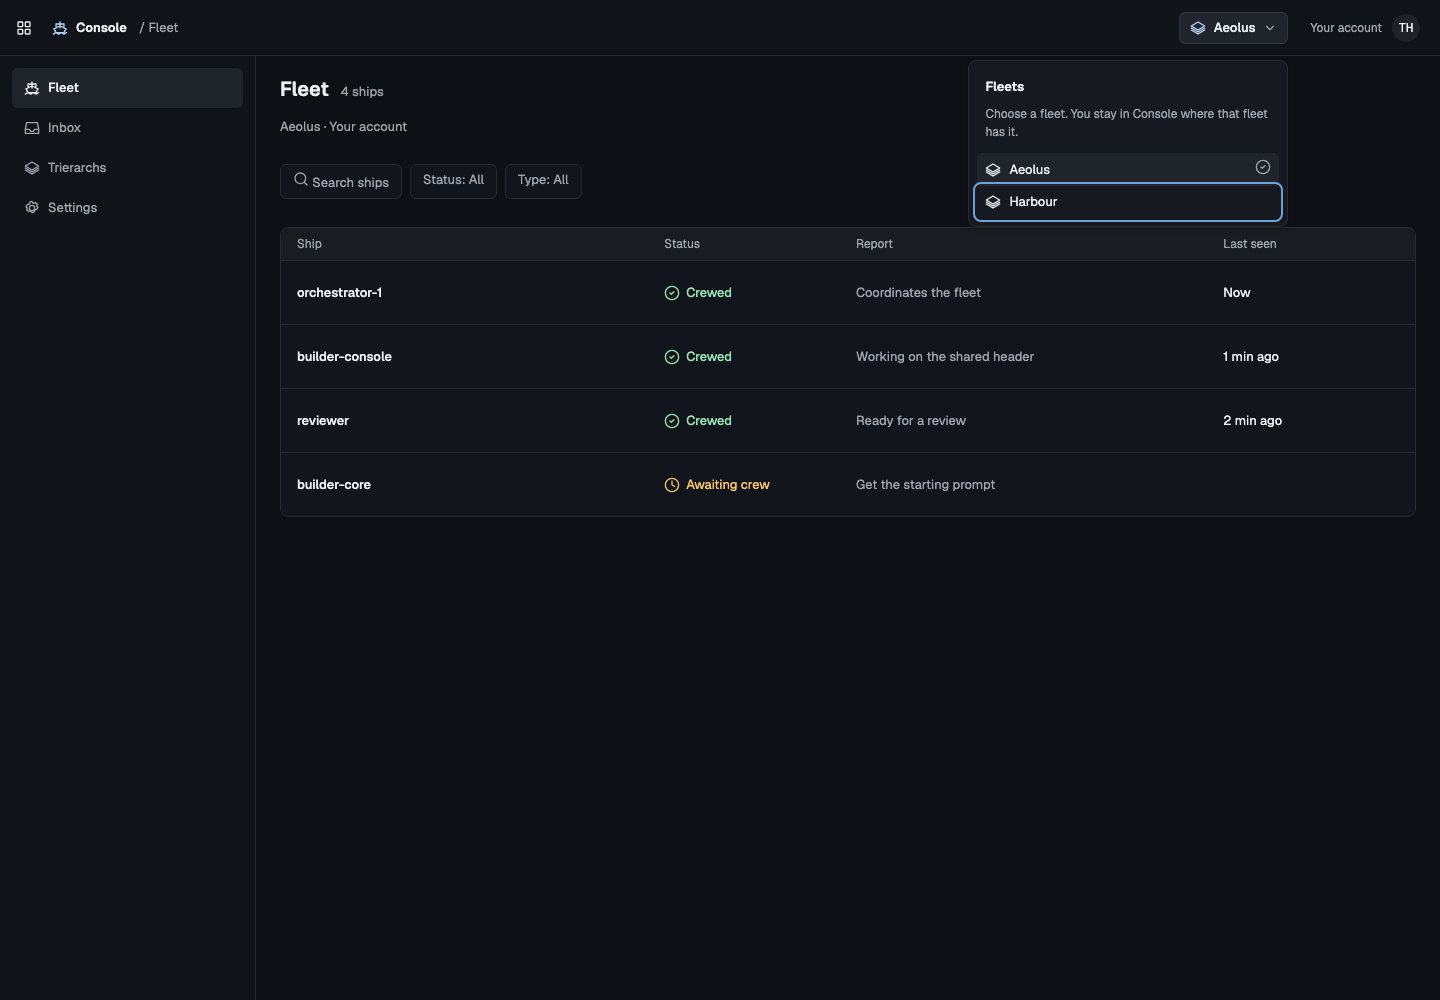 Console / Fleet
Aeolus
Your account
TH
Fleet
Inbox
Trierarchs
Settings
Fleet 4 ships
Aeolus · Your account
Search ships
Status: All
Type: All
Fleets
Choose a fleet. You stay in Console where that fleet
has it.
Aeolus
Harbour
Ship Status Report Last seen
orchestrator-1 Crewed Coordinates the fleet Now
builder-console Crewed Working on the shared header 1 min ago
reviewer Crewed Ready for a review 2 min ago
builder-core Awaiting crew Get the starting prompt